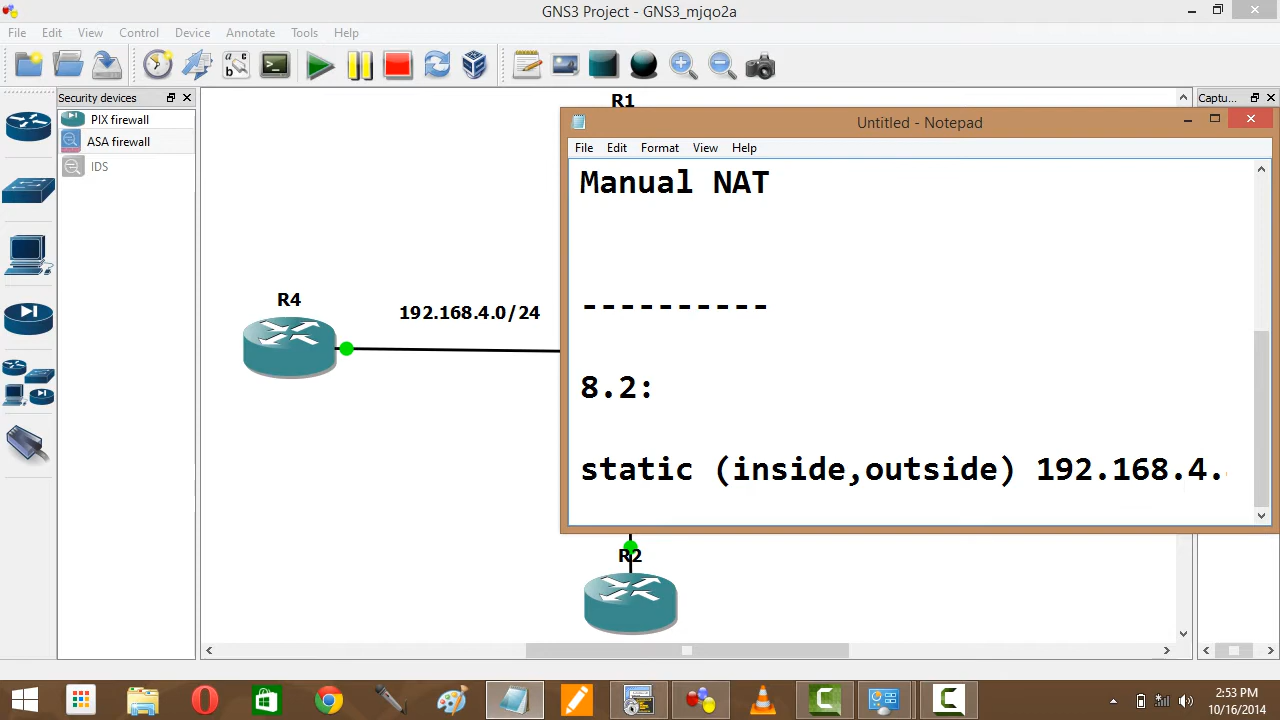 GNS3 Project - GNS3_mjqo2a
File Edit View Control Device Annotate Tools Help
Security devices
PIX firewall
ASA firewall
IDS
R1
Captu...
Untitled - Notepad
File Edit Format View Help
Manual NAT
----------
8.2:
static (inside,outside) 192.168.4.
R4
192.168.4.0/24
R2
2:53 PM
10/16/2014